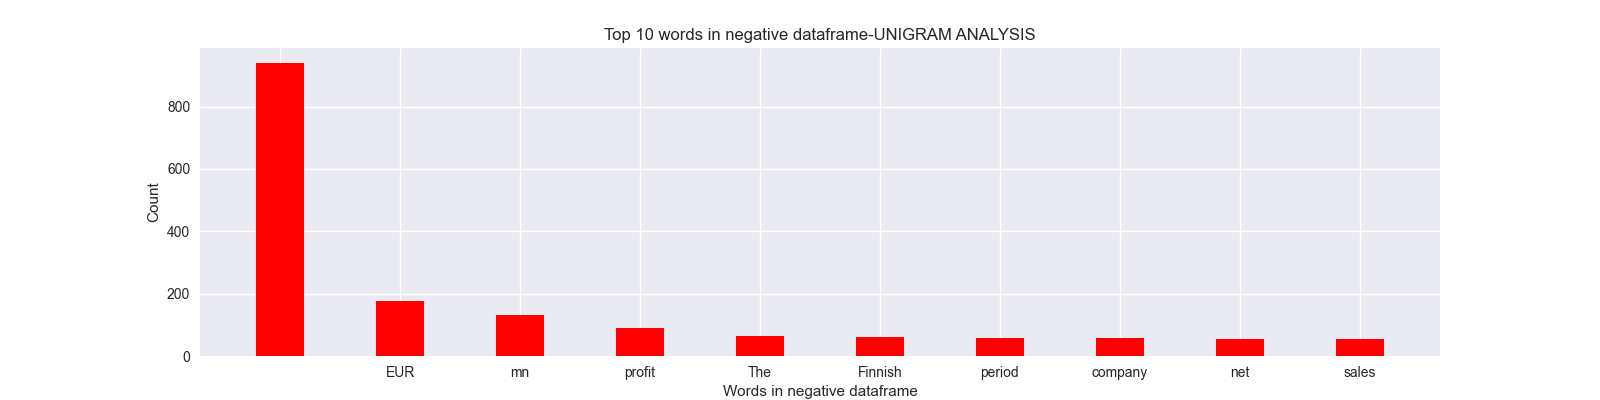 Top 10 words in negative dataframe-UNIGRAM ANALYSIS
Count
800
600
400
200
0
EUR mn profit The Finnish period company net sales
Words in negative dataframe